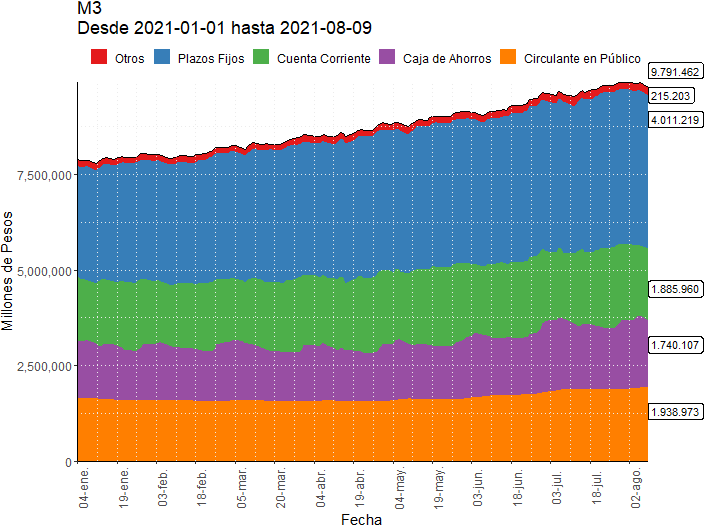 M3
Desde 2021-01-01 hasta 2021-08-09
Otros Plazos Fijos Cuenta Corriente Caja de Ahorros Circulante en Público
9.791.462
215.203
4.011.219
1.885.960
1.740.107
1.938.973
Millones de Pesos
7,500,000
5,000,000
2,500,000
0
04-ene. 19-ene. 03-feb. 18-feb. 05-mar. 20-mar. 04-abr. 19-abr. 04-may. 19-may. 03-jun. 18-jun. 03-jul. 18-jul. 02-ago.
Fecha